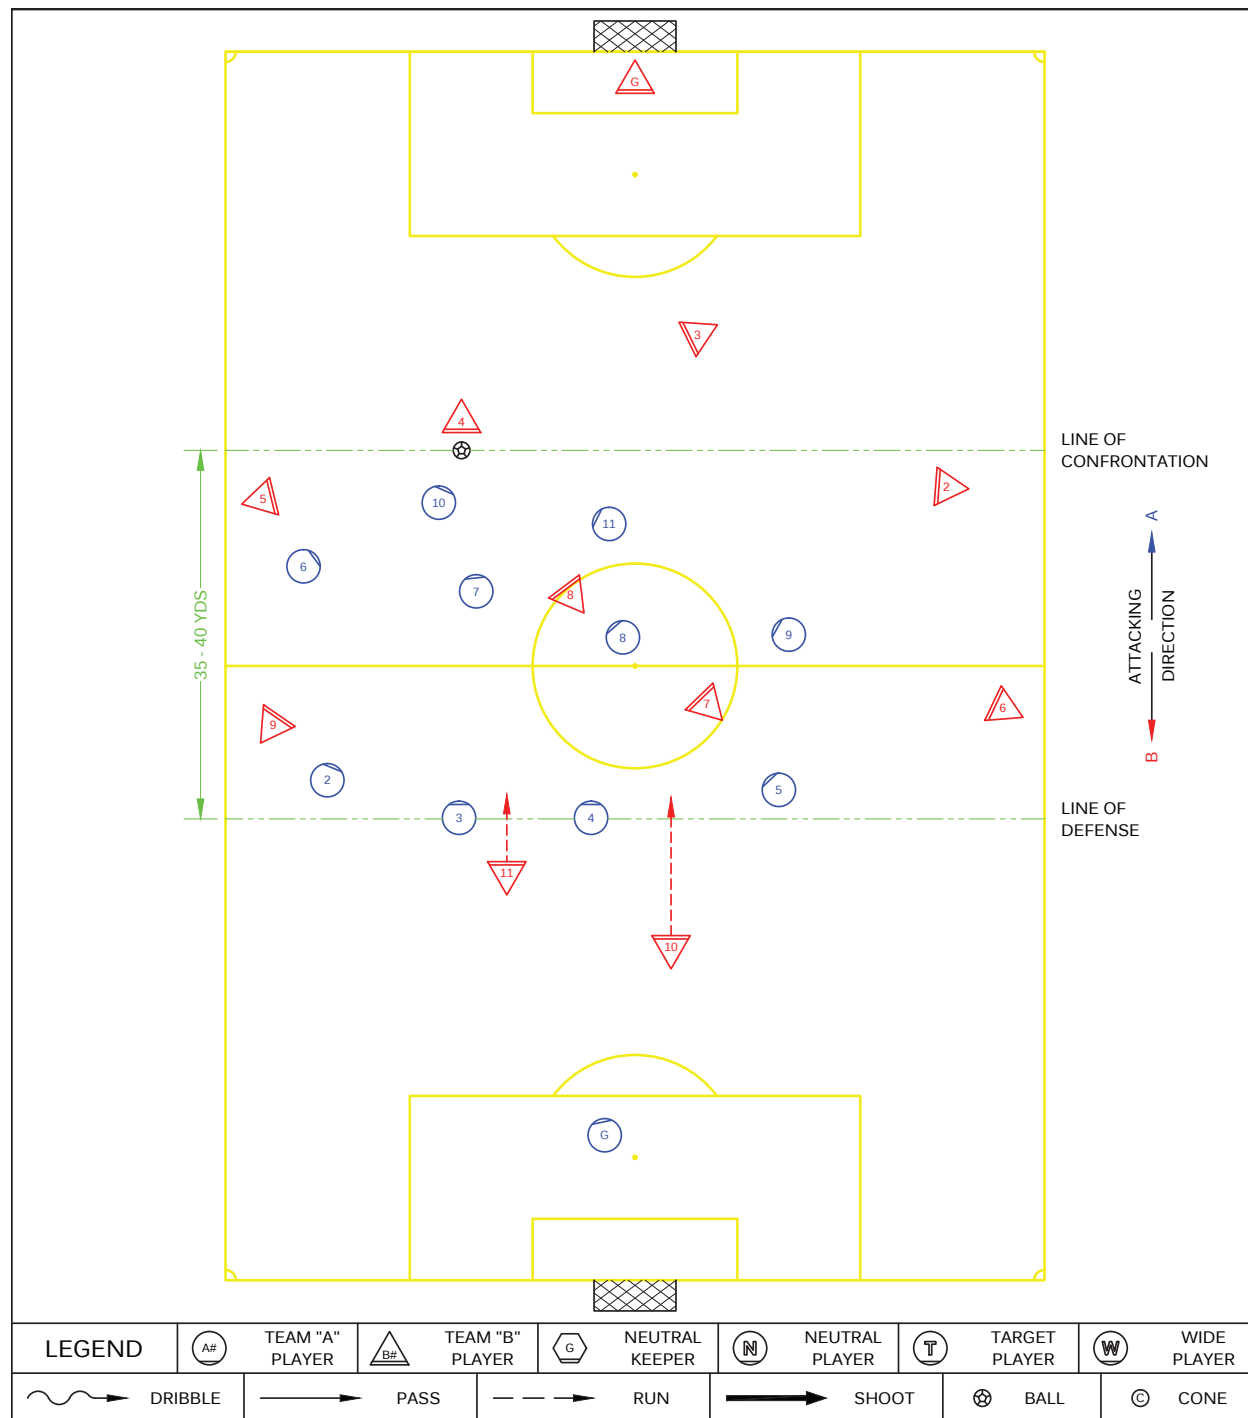 G
3
4
LINE OF
CONFRONTATION
5
2
10
11
A
6
7
8
8
9
35 - 40 YDS
ATTACKING
DIRECTION
9
7
6
B
2
5
3
4
LINE OF
DEFENSE
11
10
G
LEGEND
A#
TEAM "A"
PLAYER
B#
TEAM "B"
PLAYER
G
NEUTRAL
KEEPER
N
NEUTRAL
PLAYER
T
TARGET
PLAYER
W
WIDE
PLAYER
DRIBBLE
PASS
RUN
SHOOT
BALL
C
CONE